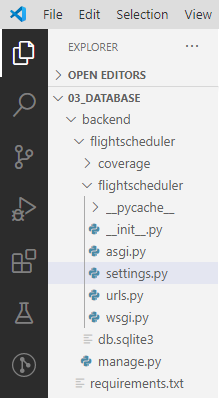 File Edit Selection
EXPLORER ...
OPEN EDITORS
03_DATABASE
backend
flightscheduler
coverage
flightscheduler
__pycache__
__init__.py
asgi.py
settings.py
urls.py
wsgi.py
db.sqlite3
manage.py
requirements.txt